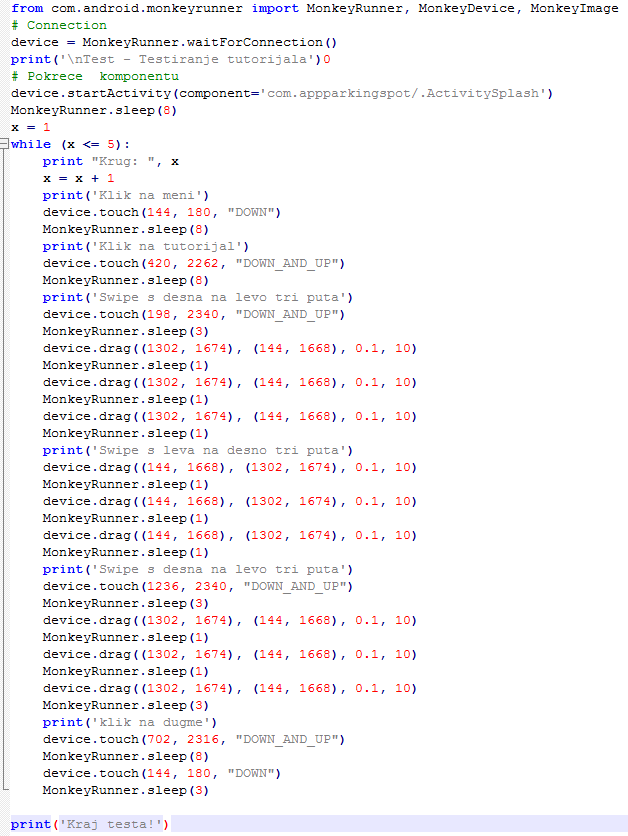 from com.android.monkeyrunner import MonkeyRunner, MonkeyDevice, MonkeyImage
# Connection
device = MonkeyRunner.waitForConnection()
print('\nTest - Testiranje tutorijala')0
# Pokrece  komponentu
device.startActivity(component='com.appparkingspot/.ActivitySplash')
MonkeyRunner.sleep(8)
x = 1
while (x <= 5):
    print "Krug: ", x
    x = x + 1
    print('Klik na meni')
    device.touch(144, 180, "DOWN")
    MonkeyRunner.sleep(8)
    print('Klik na tutorijal')
    device.touch(420, 2262, "DOWN_AND_UP")
    MonkeyRunner.sleep(8)
    print('Swipe s desna na levo tri puta')
    device.touch(198, 2340, "DOWN_AND_UP")
    MonkeyRunner.sleep(3)
    device.drag((1302, 1674), (144, 1668), 0.1, 10)
    MonkeyRunner.sleep(1)
    device.drag((1302, 1674), (144, 1668), 0.1, 10)
    MonkeyRunner.sleep(1)
    device.drag((1302, 1674), (144, 1668), 0.1, 10)
    MonkeyRunner.sleep(1)
    print('Swipe s leva na desno tri puta')
    device.drag((144, 1668), (1302, 1674), 0.1, 10)
    MonkeyRunner.sleep(1)
    device.drag((144, 1668), (1302, 1674), 0.1, 10)
    MonkeyRunner.sleep(1)
    device.drag((144, 1668), (1302, 1674), 0.1, 10)
    MonkeyRunner.sleep(1)
    print('Swipe s desna na levo tri puta')
    device.touch(1236, 2340, "DOWN_AND_UP")
    MonkeyRunner.sleep(3)
    device.drag((1302, 1674), (144, 1668), 0.1, 10)
    MonkeyRunner.sleep(1)
    device.drag((1302, 1674), (144, 1668), 0.1, 10)
    MonkeyRunner.sleep(1)
    device.drag((1302, 1674), (144, 1668), 0.1, 10)
    MonkeyRunner.sleep(3)
    print('klik na dugme')
    device.touch(702, 2316, "DOWN_AND_UP")
    MonkeyRunner.sleep(8)
    device.touch(144, 180, "DOWN")
    MonkeyRunner.sleep(3)
print('Kraj testa!')